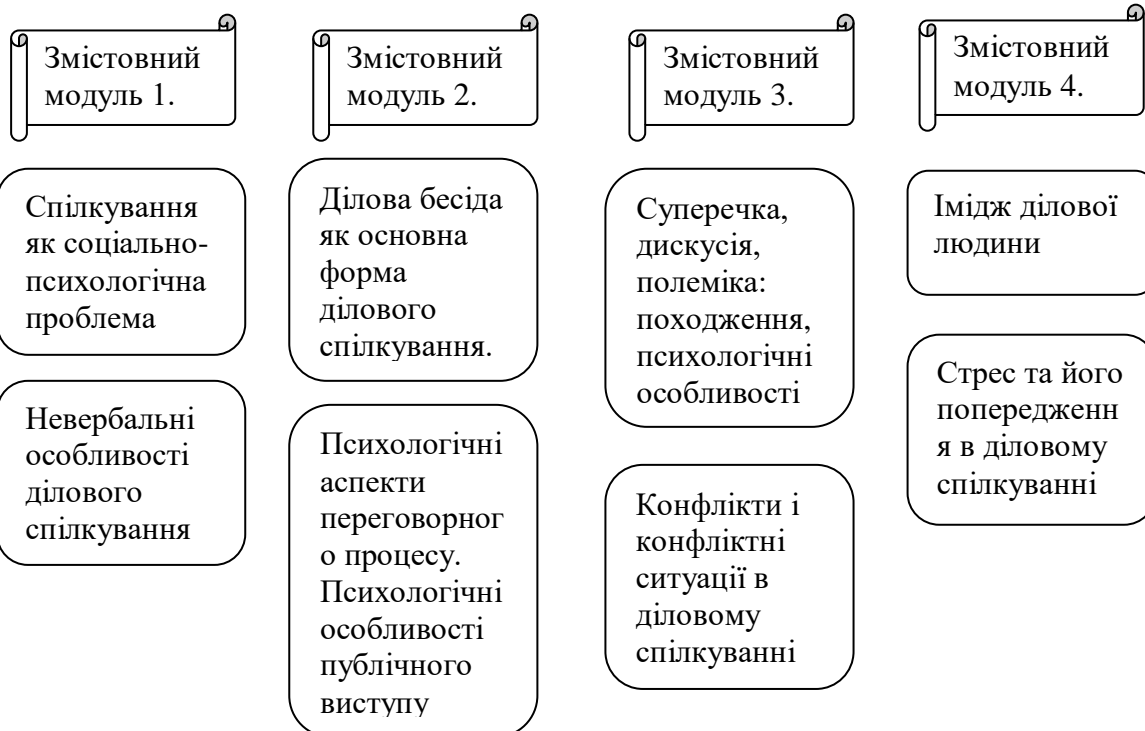 Змістовний
модуль 1.
Спілкування
як соціально-
психологічна
проблема
Невербальні
особливості
ділового
спілкування
Змістовний
модуль 2.
Ділова бесіда
як основна
форма
ділового
спілкування.
Психологічні
аспекти
переговорног
о процесу.
Психологічні
особливості
публічного
виступу
Змістовний
модуль 3.
Суперечка,
дискусія,
полеміка:
походження,
психологічні
особливості
Конфлікти і
конфліктні
ситуації в
діловому
спілкуванні
Змістовний
модуль 4.
Імідж ділової
людини
Стрес та його
попередженн
я в діловому
спілкуванні